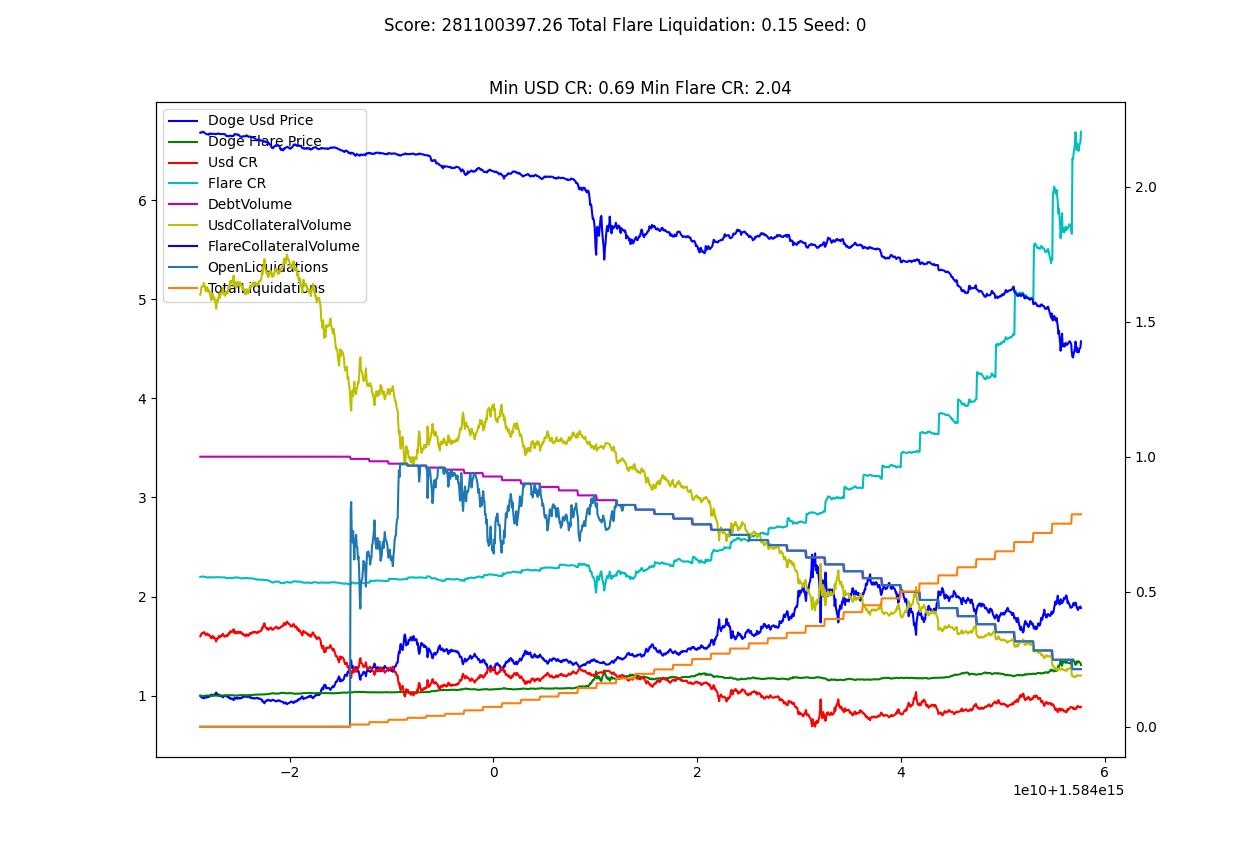 Score: 281100397.26 Total Flare Liquidation: 0.15 Seed: 0
Min USD CR: 0.69 Min Flare CR: 2.04
Doge Usd Price
Doge Flare Price
Usd CR
Flare CR
DebtVolume
UsdCollateralVolume
FlareCollateralVolume
OpenLiquidations
TotalLiquidations
6
5
4
3
2
1
2.0
1.5
1.0
0.5
0.0
−2
0
2
4
6
1e10+1.584e15